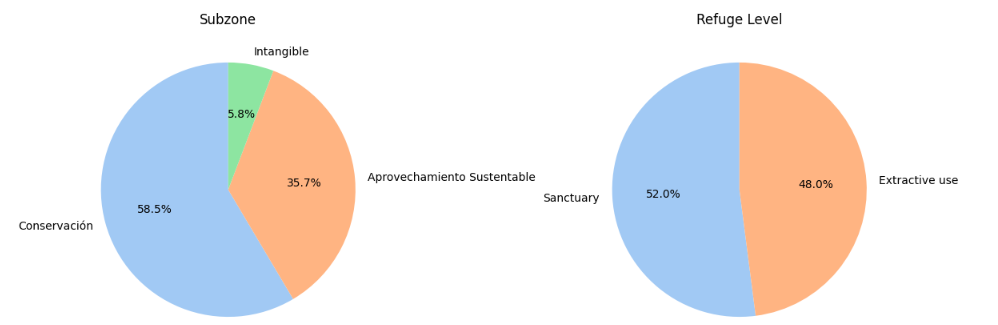 Subzone
Intangible
5.8%
35.7%
Aprovechamiento Sustentable
58.5%
Conservación
Refuge Level
Sanctuary
52.0%
48.0%
Extractive use